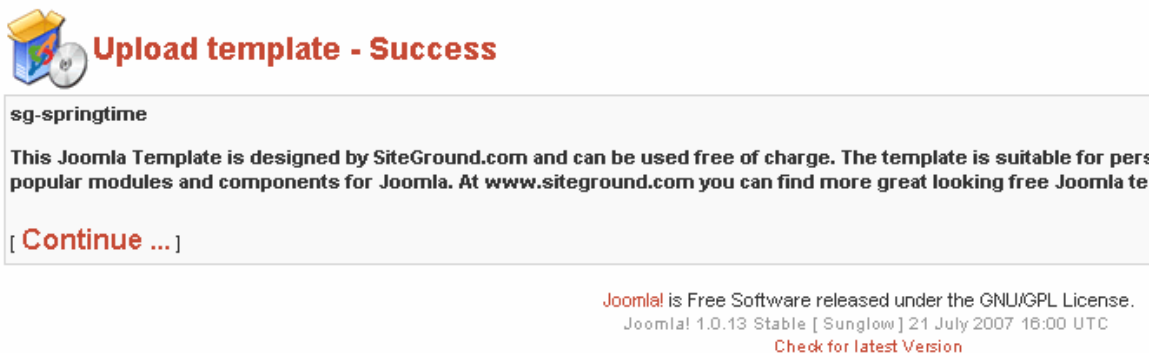 Upload template - Success
sg-springtime
This Joomla Template is designed by SiteGround.com and can be used free of charge. The template is suitable for pers
popular modules and components for Joomla. At www.siteground.com you can find more great looking free Joomla te
[ Continue ... ]
Joomla! is Free Software released under the GNU/GPL License.
Joomla! 1.0.13 Stable [ Sunglow ] 21 July 2007 16:00 UTC
Check for latest Version